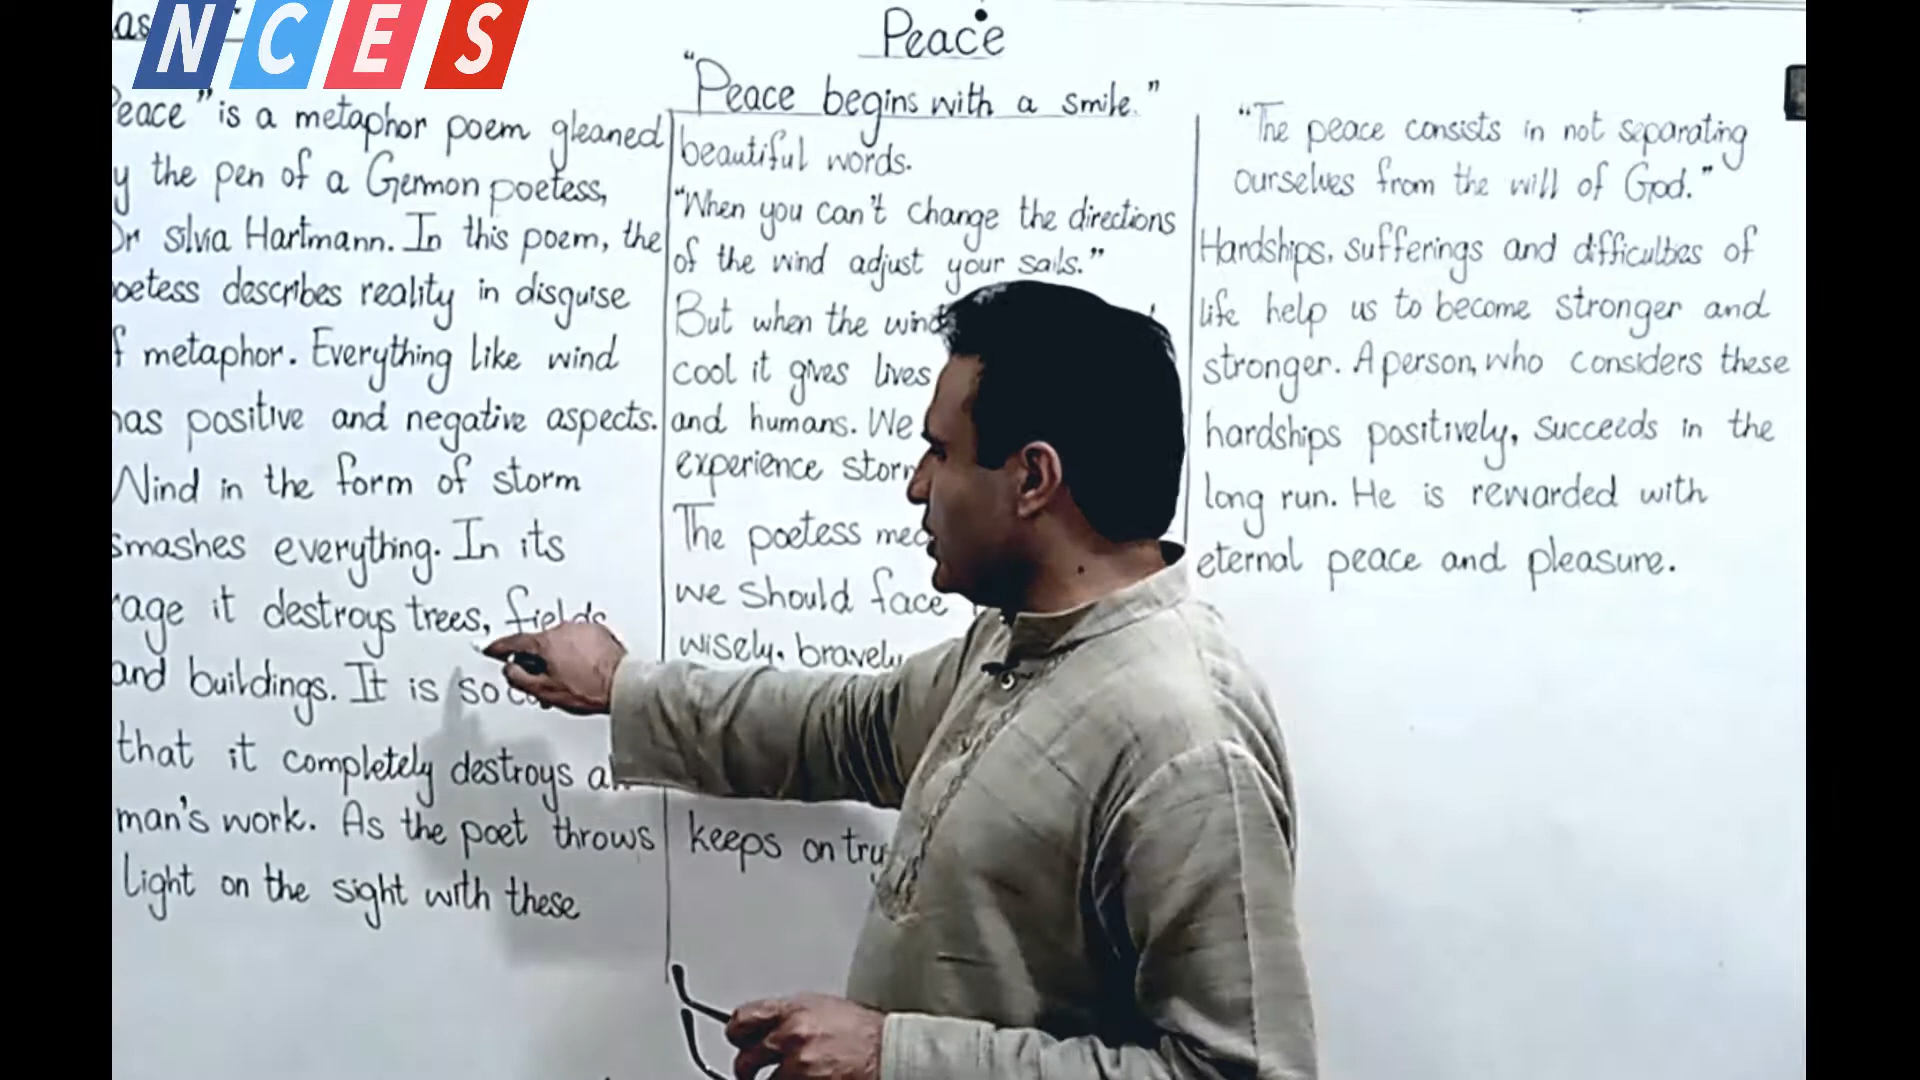 NCES
Peace
"Peace begins with a smile."
Peace" is a metaphor poem gleaned
the pen of a German poetess,
Dr Silvia Hartmann. In this poem, the
poetess describes reality in disguise
metaphor. Everything like wind
has positive and negative aspects.
Wind in the form of storm
smashes everything. In its
rage it destroys trees, fields
and buildings. It is so
that it completely destroys
man's work. As the poet throws
light on the sight with these
beautiful words.
"When you can't change the directions
of the wind adjust your sails."
But when the wind
cool it gives lives
and humans. We
experience
The poetess
we should face
wisely, bravely
keeps on
"The peace consists in not separating
ourselves from the will of God."
Hardships, sufferings and difficulties of
life help us to become stronger and
stronger. A person, who considers these
hardships positively, succeeds in the
long run. He is rewarded with
eternal peace and pleasure.